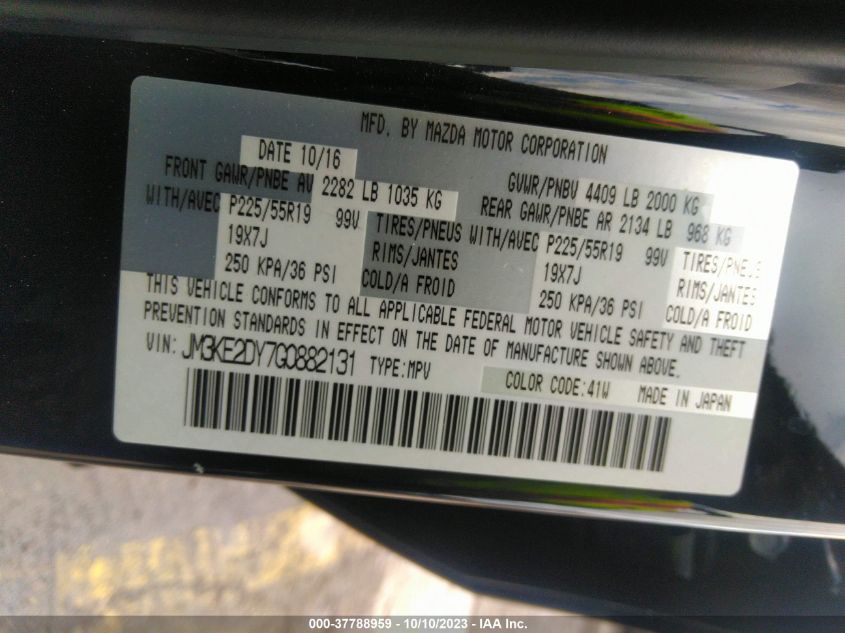 MFD. BY MAZDA MOTOR CORPORATION
DATE 10/16
GVWR/PNBV 4409 LB 2000 KG
FRONT GAWR/PNBE AV 2282 LB 1035 KG
REAR GAWR/PNBE AR 2134 LB 968 KG
WITH/AVEC P225/55R19 99V TIRES/PNEUS WITH/AVEC P225/55R19 99V TIRES/PNEUS
19X7J RIMS/JANTES 19X7J RIMS/JANTES
250 KPA/36 PSI COLD/A FROID 250 KPA/36 PSI COLD/A FROID
THIS VEHICLE CONFORMS TO ALL APPLICABLE FEDERAL MOTOR VEHICLE SAFETY AND THEFT
PREVENTION STANDARDS IN EFFECT ON THE DATE OF MANUFACTURE SHOWN ABOVE.
VIN: JM3KE2DY7G0882131 TYPE:MPV
COLOR CODE:41W MADE IN JAPAN
000-37788959 - 10/10/2023 - IAA Inc.